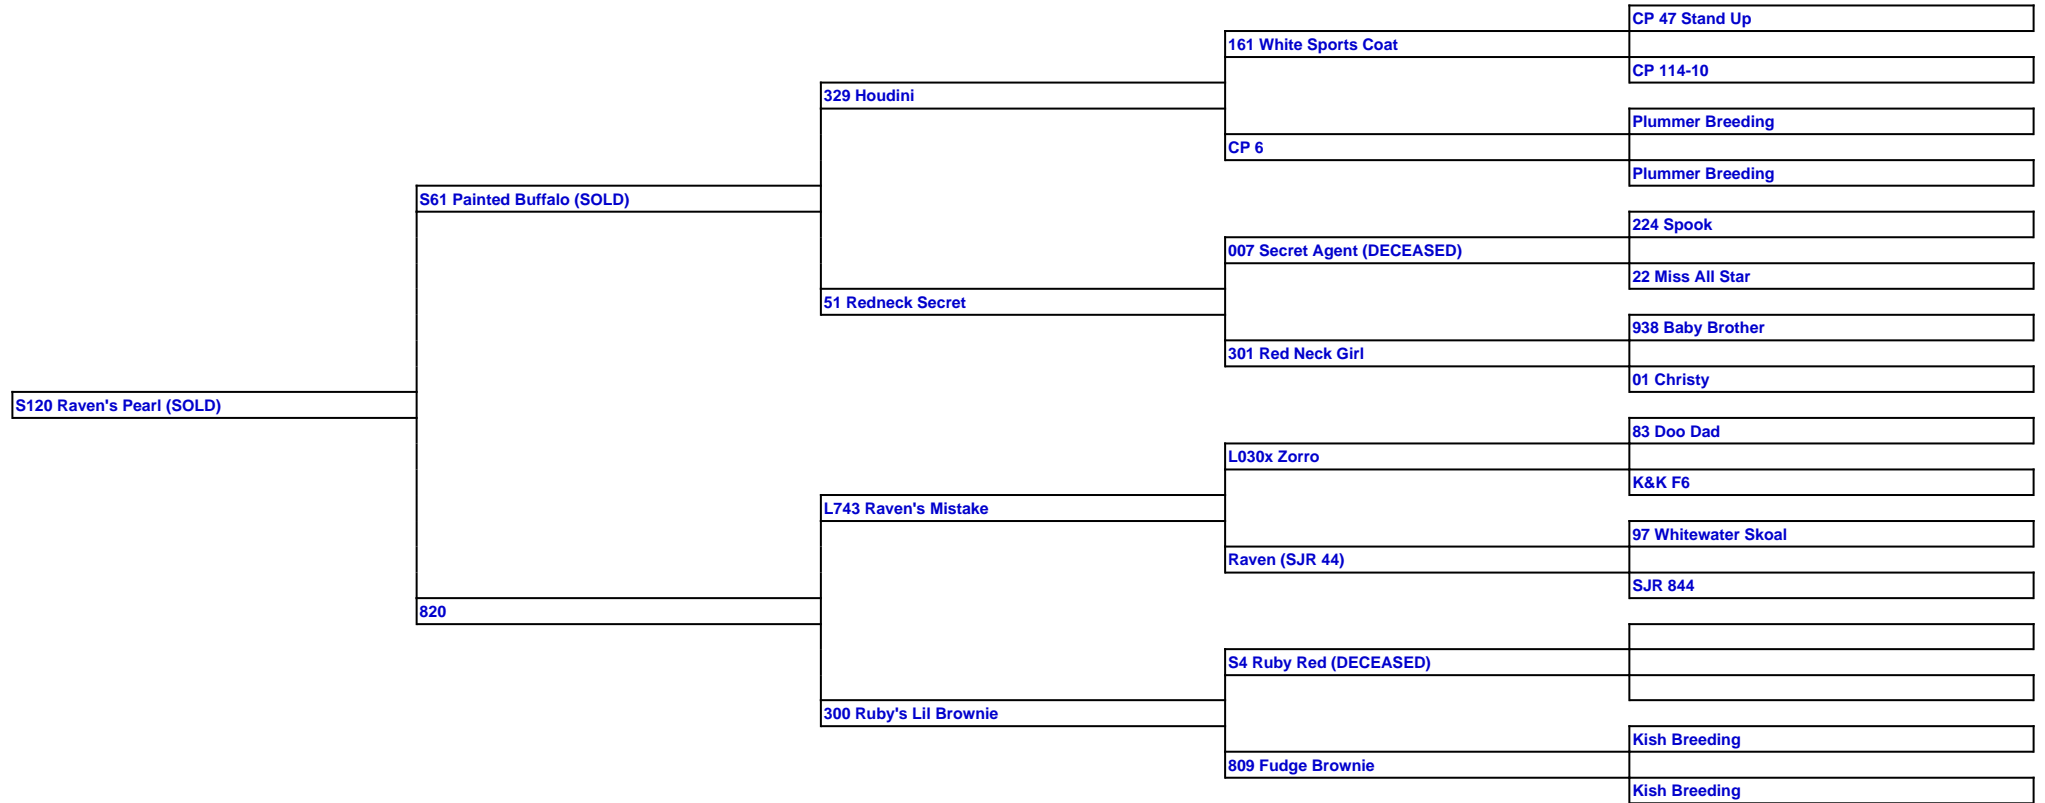 CP 47 Stand Up
161 White Sports Coat
CP 114-10
329 Houdini
Plummer Breeding
CP 6
Plummer Breeding
S61 Painted Buffalo (SOLD)
224 Spook
007 Secret Agent (DECEASED)
22 Miss All Star
51 Redneck Secret
938 Baby Brother
301 Red Neck Girl
01 Christy
S120 Raven's Pearl (SOLD)
83 Doo Dad
L030x Zorro
K&K F6
L743 Raven's Mistake
97 Whitewater Skoal
Raven (SJR 44)
SJR 844
820
S4 Ruby Red (DECEASED)
300 Ruby's Lil Brownie
Kish Breeding
809 Fudge Brownie
Kish Breeding